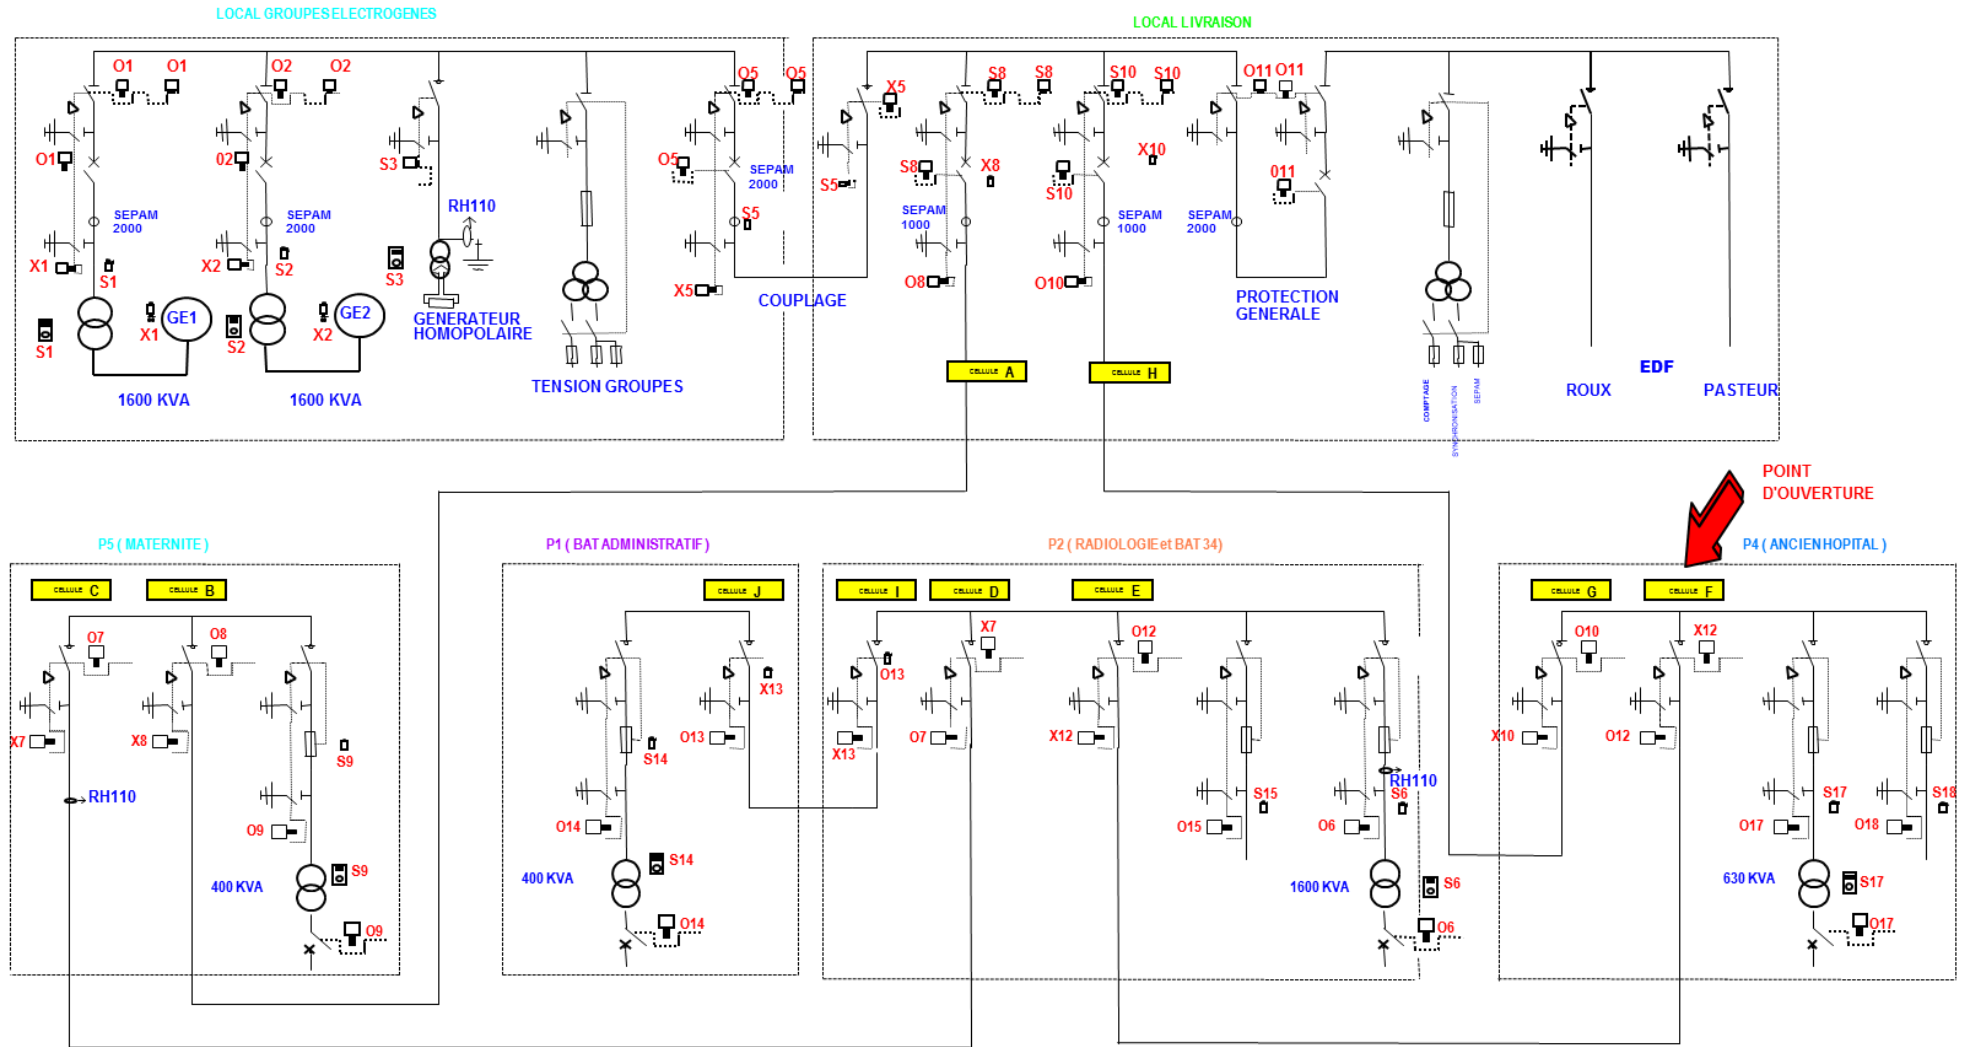 LOCAL GROUPES ELECTROGENES
LOCAL LIVRAISON
O1 O1 O2 O2 O5 O5 X5 S8 S8 S10 S10 O11 O11
O1 02 S3 O5 SEPAM 2000 S5 S8 X8 S10 X10 011
SEPAM 2000
SEPAM 2000
RH110
S5
SEPAM 1000
SEPAM 1000
SEPAM 2000
X1 S1 X2 S2 S3 X5 O8 O10
GE1
GE2
S1 X1 S2 X2
GENERATEUR
HOMOPOLAIRE
COUPLAGE
PROTECTION
GENERALE
1600 KVA
1600 KVA
TENSION GROUPES
CELLULE A
CELLULE H
COMPTAGE
SYNCHRONISATION
SEPAM
EDF
ROUX
PASTEUR
POINT
D'OUVERTURE
P5 ( MATERNITE )
P1 ( BAT ADMINISTRATIF )
P2 ( RADIOLOGIE et BAT 34)
P4 ( ANCIEN HOPITAL )
CELLULE C
CELLULE B
CELLULE J
CELLULE I
CELLULE D
CELLULE E
CELLULE G
CELLULE F
O7 O8 X13 O13 X7 O12 O10 X12
X7 X8 S9 S14 O13 X13 O7 X12 X10 O12
RH110
RH110
O9 O14 S15 O15 S6 O6 S17 O17 S18 O18
400 KVA
S9
400 KVA
S14
1600 KVA
S6
630 KVA
S17
O9
O14
O6
O17